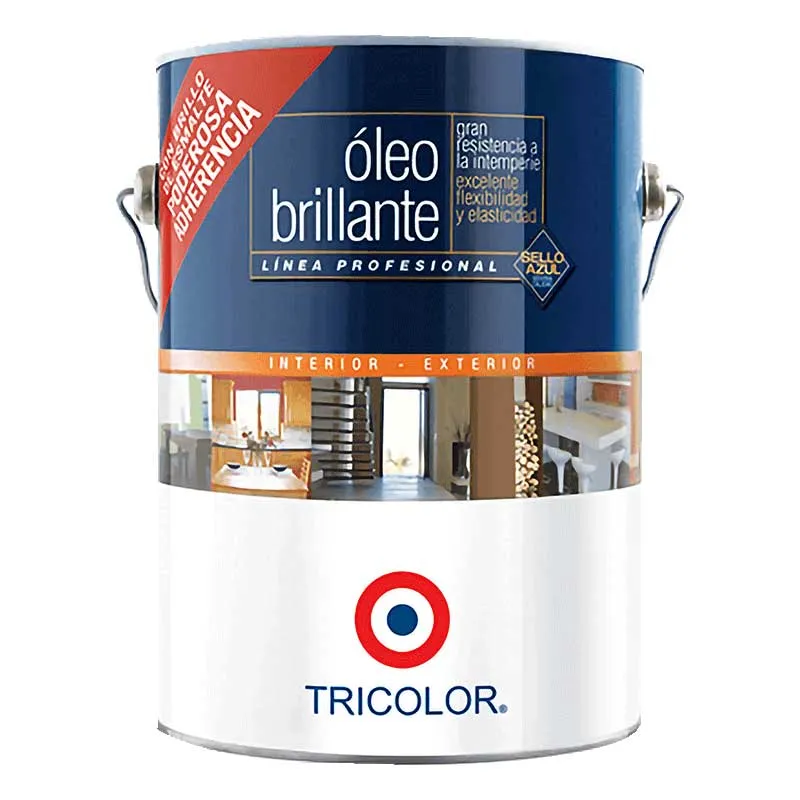 CON BRILLO
DE ESMALTE
PODEROSA
ADHERENCIA
óleo
brillante
gran
resistencia a
la intemperie
excelente
flexibilidad
y elasticidad
LÍNEA PROFESIONAL
SELLO
AZUL
INTERIOR - EXTERIOR
TRICOLOR®